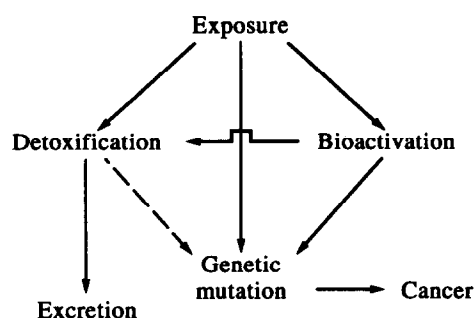 Exposure
Detoxification
Bioactivation
Genetic
mutation
Cancer
Excretion